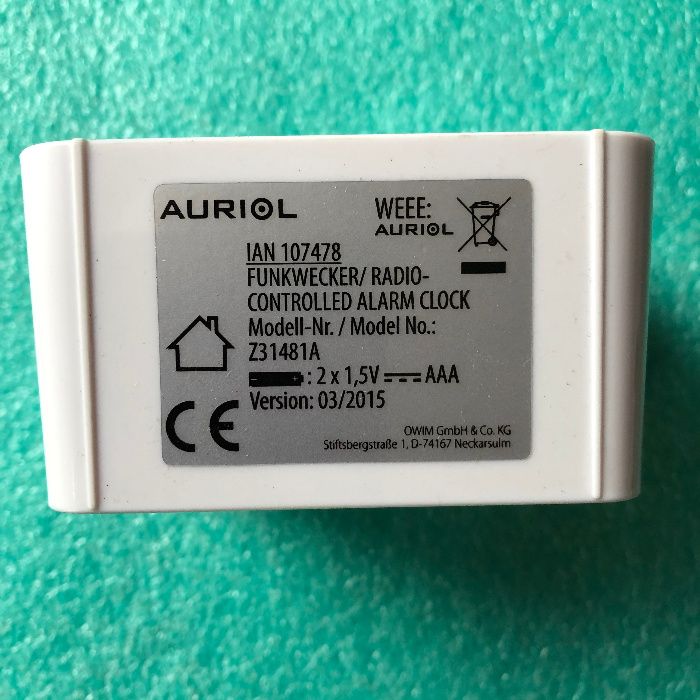 AURIOL
WEEE:
AURIOL
IAN 107478
FUNKWECKER/ RADIO-
CONTROLLED ALARM CLOCK
Modell-Nr. / Model No.:
Z31481A
: 2 x 1,5V ⎓ AAA
Version: 03/2015
CE
OWIM GmbH & Co. KG
Stiftsbergstraße 1, D-74167 Neckarsulm